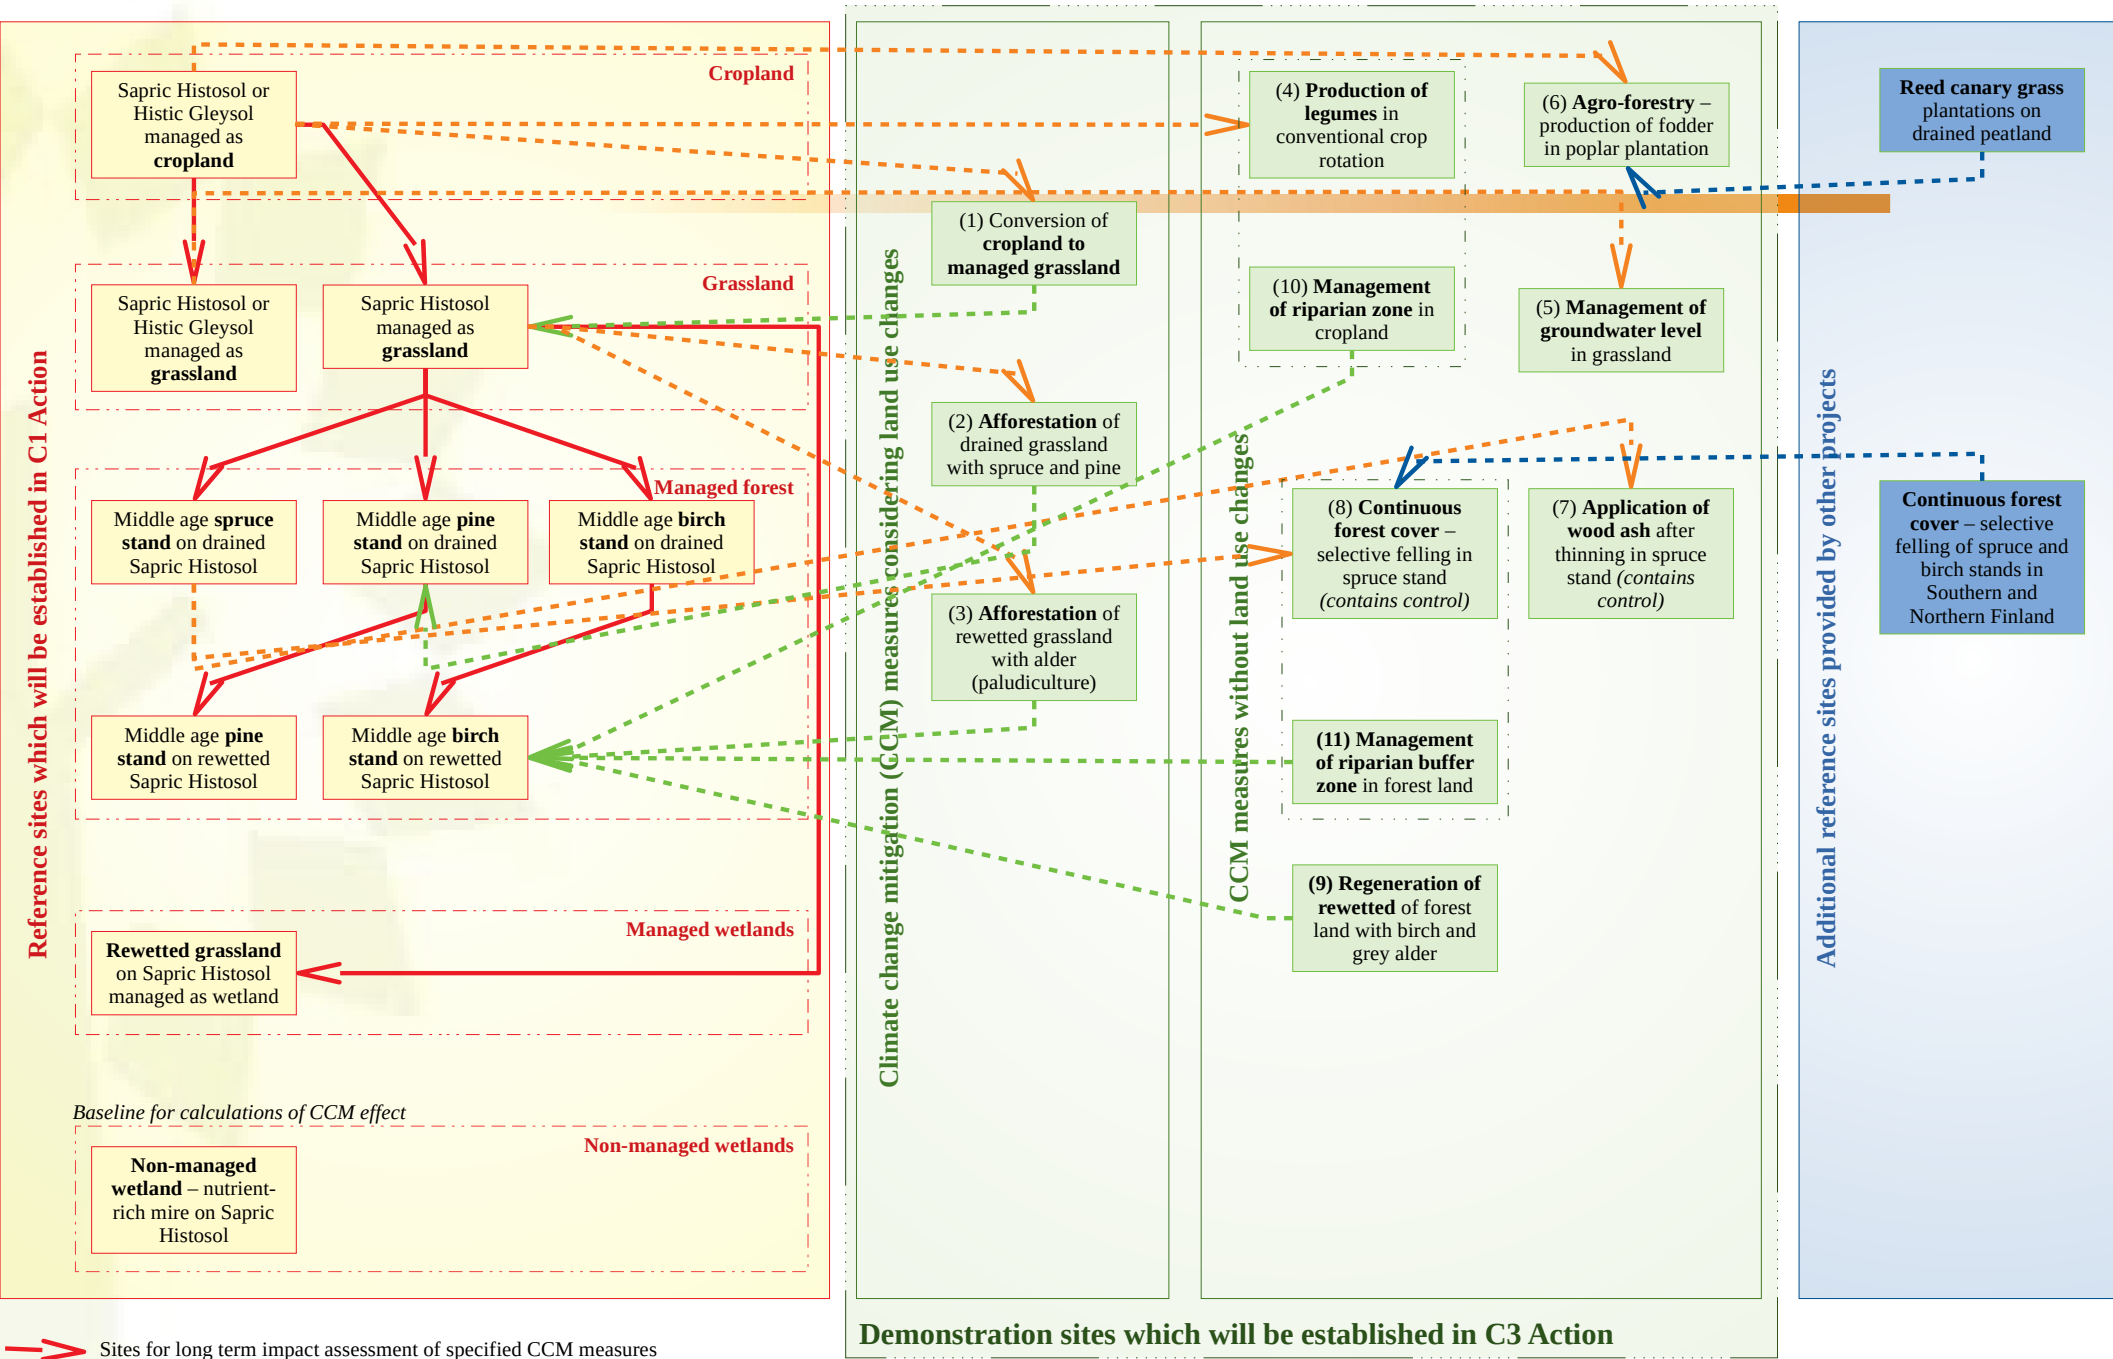 Reference sites which will be established in C1 Action
Cropland
Sapric Histosol or
Histic Gleysol
managed as
cropland
Grassland
Sapric Histosol or
Histic Gleysol
managed as
grassland
Sapric Histosol
managed as
grassland
Managed forest
Middle age spruce
stand on drained
Sapric Histosol
Middle age pine
stand on drained
Sapric Histosol
Middle age birch
stand on drained
Sapric Histosol
Middle age pine
stand on rewetted
Sapric Histosol
Middle age birch
stand on rewetted
Sapric Histosol
Managed wetlands
Rewetted grassland
on Sapric Histosol
managed as wetland
Baseline for calculations of CCM effect
Non-managed wetlands
Non-managed
wetland – nutrient-
rich mire on Sapric
Histosol
Sites for long term impact assessment of specified CCM measures
Climate change mitigation (CCM) measures considering land use changes
(1) Conversion of
cropland to
managed grassland
(2) Afforestation of
drained grassland
with spruce and pine
(3) Afforestation of
rewetted grassland
with alder
(paludiculture)
CCM measures without land use changes
(4) Production of
legumes in
conventional crop
rotation
(6) Agro-forestry –
production of fodder
in poplar plantation
(10) Management
of riparian zone in
cropland
(5) Management of
groundwater level
in grassland
(8) Continuous
forest cover –
selective felling in
spruce stand
(contains control)
(7) Application of
wood ash after
thinning in spruce
stand (contains
control)
(11) Management
of riparian buffer
zone in forest land
(9) Regeneration of
rewetted of forest
land with birch and
grey alder
Demonstration sites which will be established in C3 Action
Additional reference sites provided by other projects
Reed canary grass
plantations on
drained peatland
Continuous forest
cover – selective
felling of spruce and
birch stands in
Southern and
Northern Finland